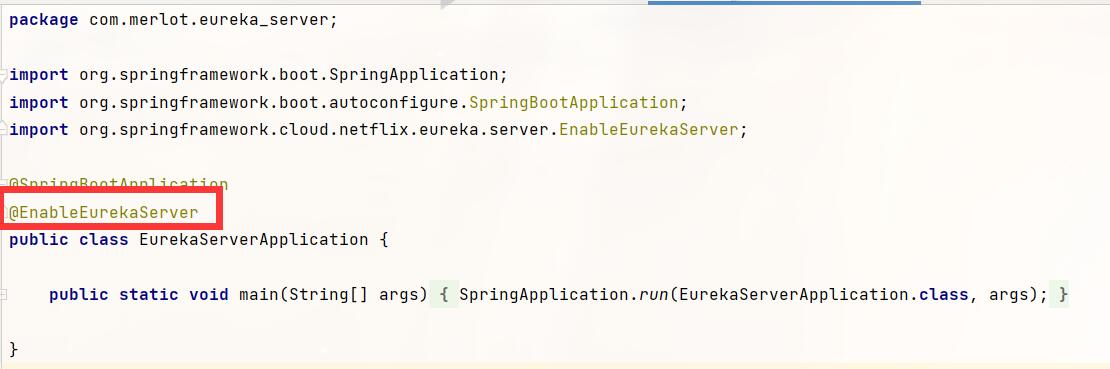 package com.merlot.eureka_server;
import org.springframework.boot.SpringApplication;
import org.springframework.boot.autoconfigure.SpringBootApplication;
import org.springframework.cloud.netflix.eureka.server.EnableEurekaServer;
@SpringBootApplication
@EnableEurekaServer
public class EurekaServerApplication {
public static void main(String[] args) { SpringApplication.run(EurekaServerApplication.class, args); }
}